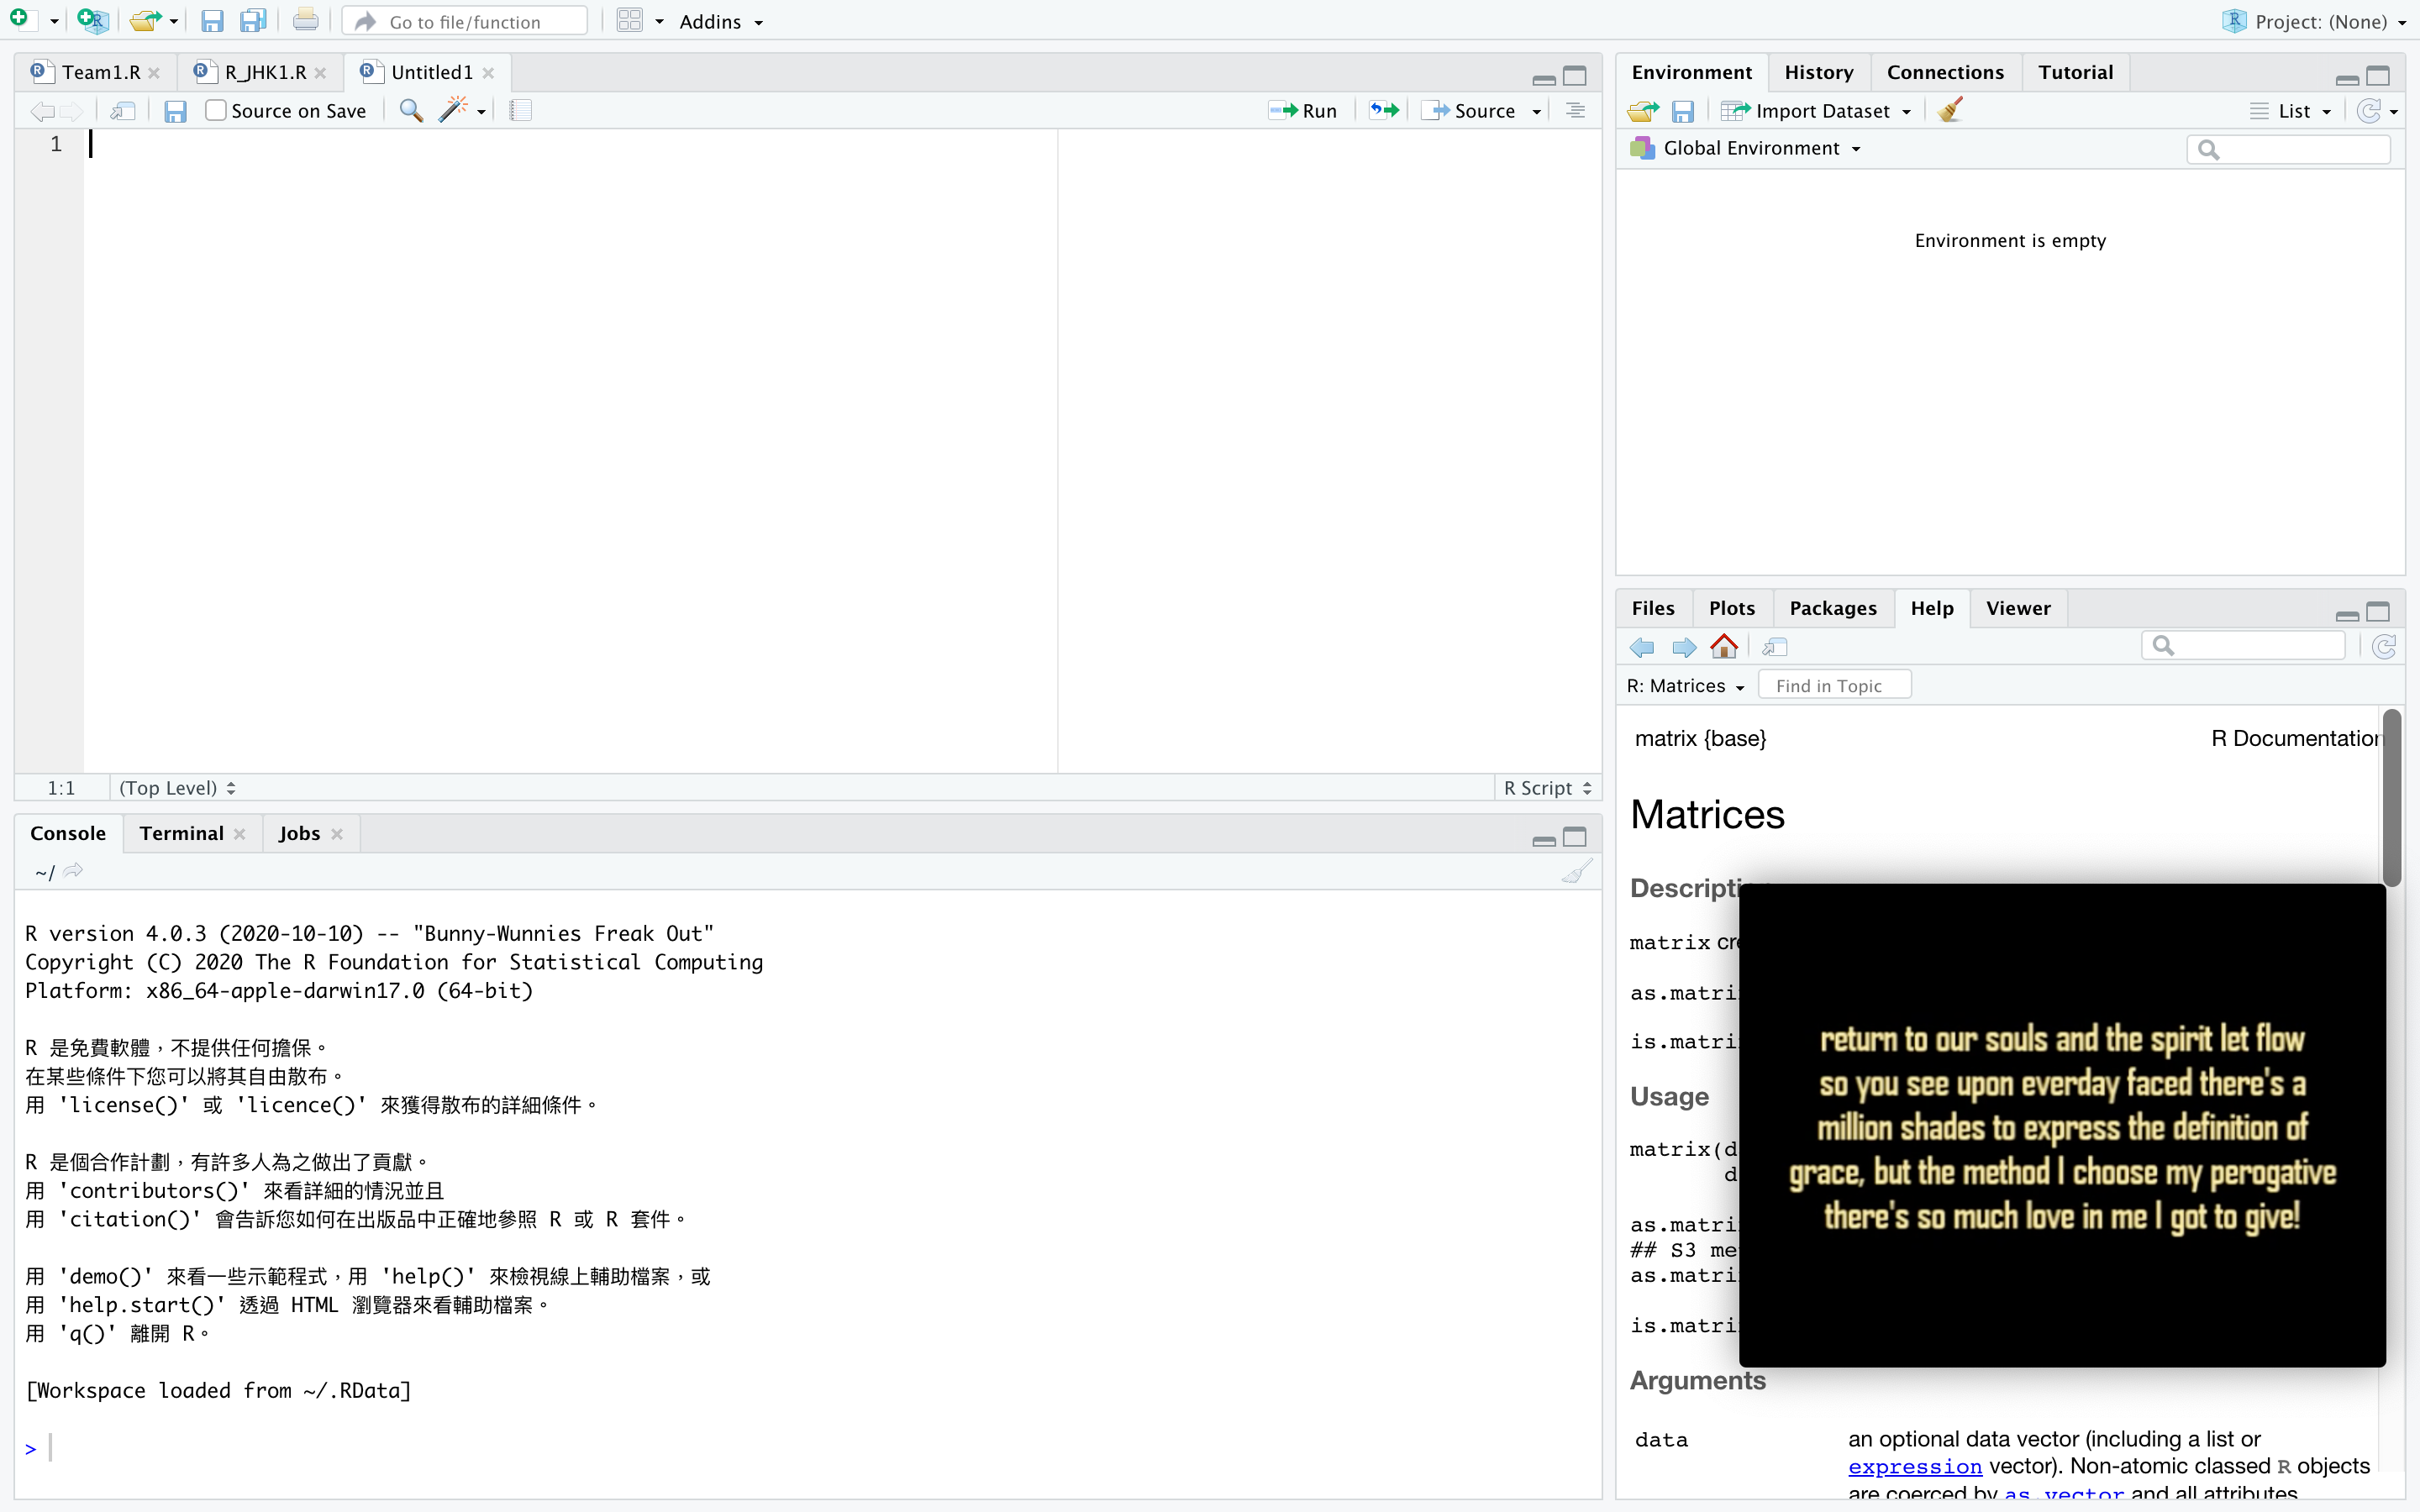 Go to file/function
Addins
Project: (None)
Team1.R
R_JHK1.R
Untitled1
Source on Save
Run
Source
1
1:1
(Top Level)
R Script
Console
Terminal
Jobs
~/
R version 4.0.3 (2020-10-10) -- "Bunny-Wunnies Freak Out"
Copyright (C) 2020 The R Foundation for Statistical Computing
Platform: x86_64-apple-darwin17.0 (64-bit)
R 是免費軟體，不提供任何擔保。
在某些條件下您可以將其自由散布。
用 'license()' 或 'licence()' 來獲得散布的詳細條件。
R 是個合作計劃，有許多人為之做出了貢獻。
用 'contributors()' 來看詳細的情況並且
用 'citation()' 會告訴您如何在出版品中正確地參照 R 或 R 套件。
用 'demo()' 來看一些示範程式，用 'help()' 來檢視線上輔助檔案，或
用 'help.start()' 透過 HTML 瀏覽器來看輔助檔案。
用 'q()' 離開 R。
[Workspace loaded from ~/.RData]
>
Environment
History
Connections
Tutorial
Import Dataset
List
Global Environment
Environment is empty
Files
Plots
Packages
Help
Viewer
R: Matrices
Find in Topic
matrix {base}
R Documentation
Matrices
Descripti
matrix cre
as.matri
is.matri
Usage
matrix(d
d
as.matri
## S3 me
as.matri
is.matri
return to our souls and the spirit let flow
so you see upon everday faced there's a
million shades to express the definition of
grace, but the method I choose my perogative
there's so much love in me I got to give!
Arguments
data
an optional data vector (including a list or
expression vector). Non-atomic classed R objects
are coerced by as.vector and all attributes